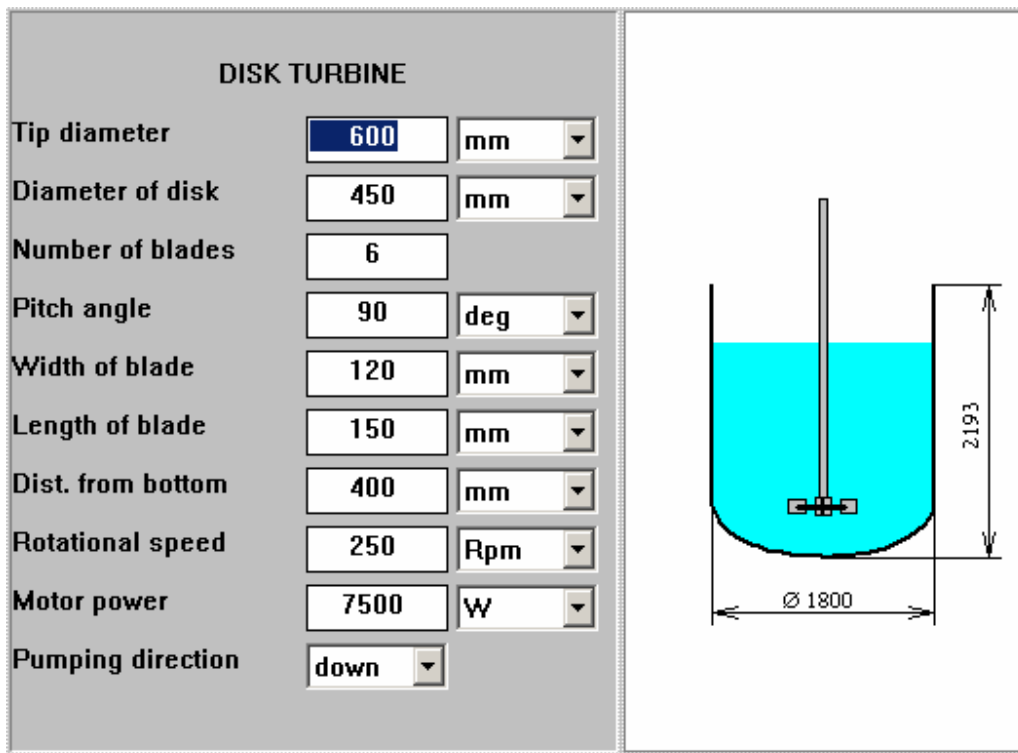 DISK TURBINE
Tip diameter 600 mm
Diameter of disk 450 mm
Number of blades 6
Pitch angle 90 deg
Width of blade 120 mm
Length of blade 150 mm
Dist. from bottom 400 mm
Rotational speed 250 Rpm
Motor power 7500 W
Pumping direction down
2193
Ø 1800